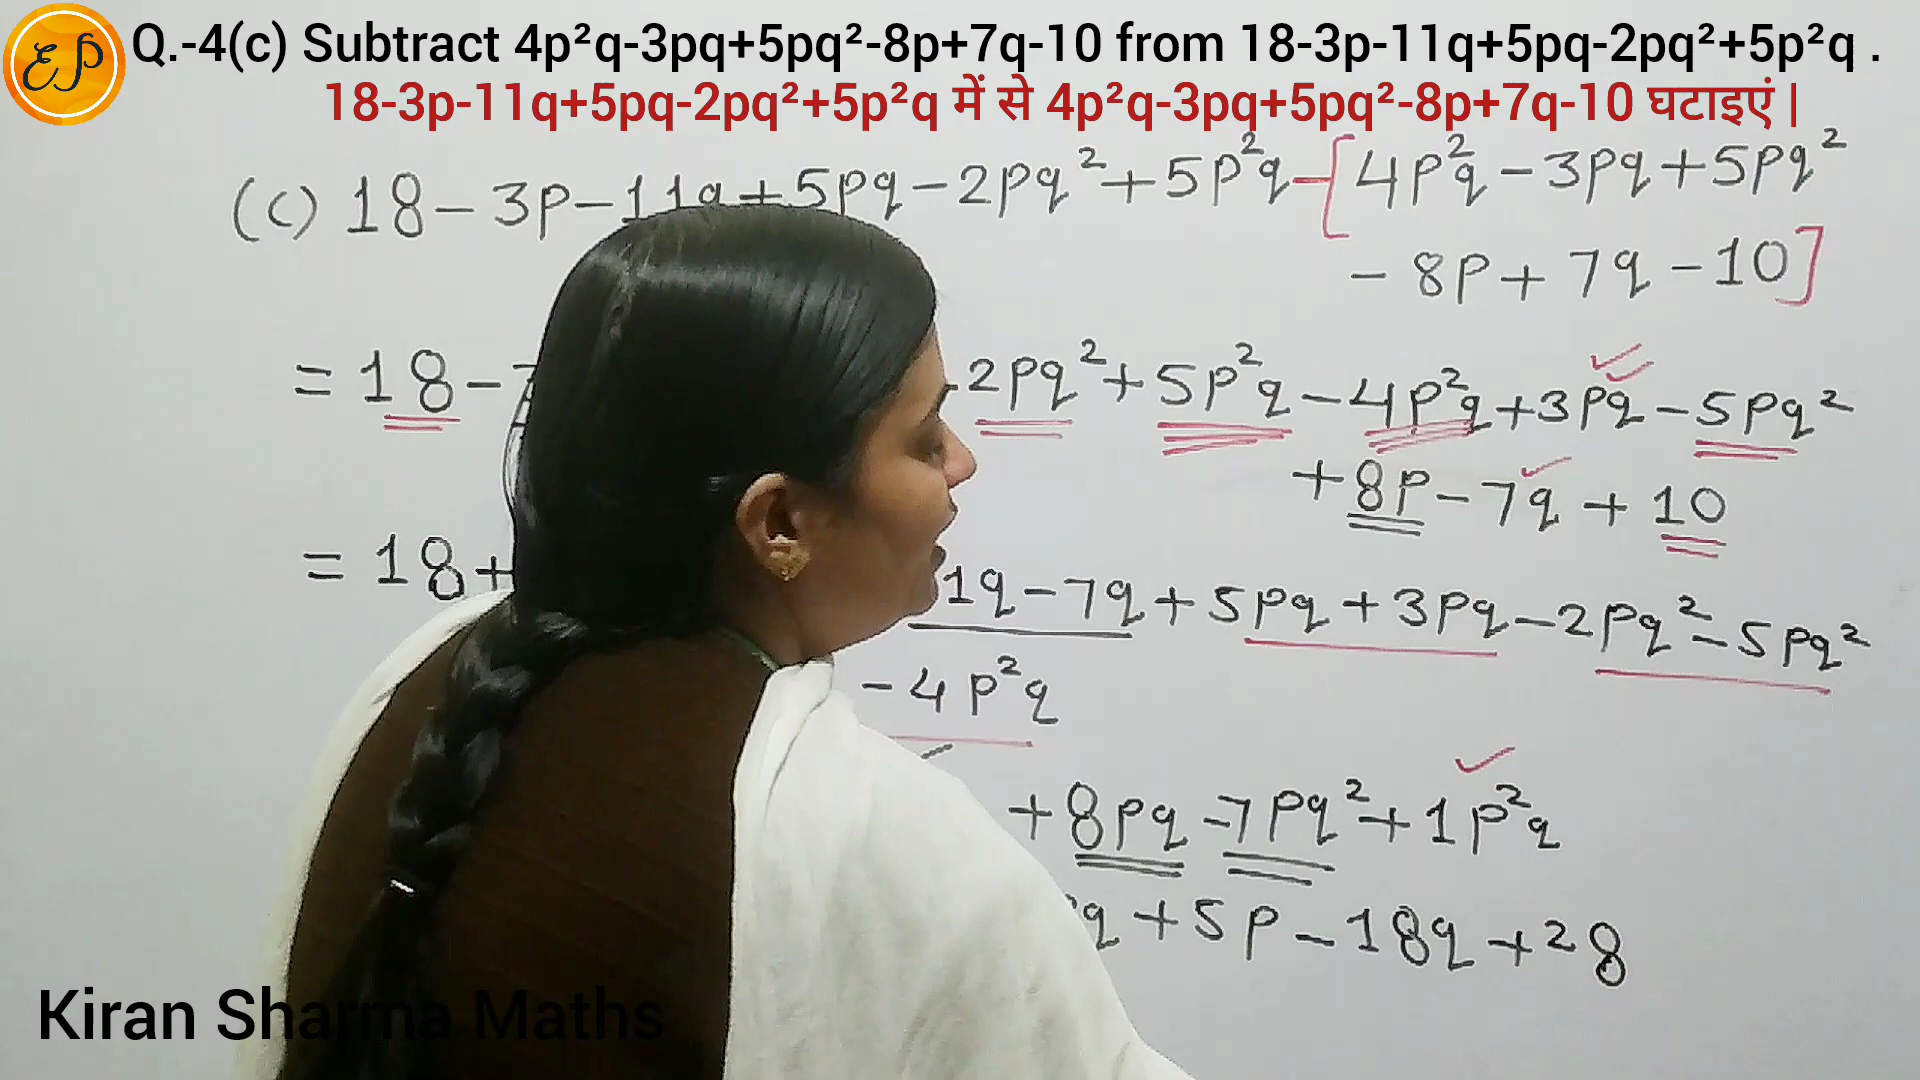 EP
Q.-4(c) Subtract 4p²q-3pq+5pq²-8p+7q-10 from 18-3p-11q+5pq-2pq²+5p²q .
18-3p-11q+5pq-2pq²+5p²q में से 4p²q-3pq+5pq²-8p+7q-10 घटाइएं |
(c) 18-3p-11q+5pq-2pq²+5p²q-[4p²q-3pq+5pq²
-8p+7q-10]
=18- 2pq²+5p²q-4p²q+3pq-5pq²
+8p-7q+10
=18+ 1q-7q+5pq+3pq-2pq²-5pq²
-4p²q
+8pq-7pq²+1p²q
q+5p-18q+28
Kiran Sharma Maths